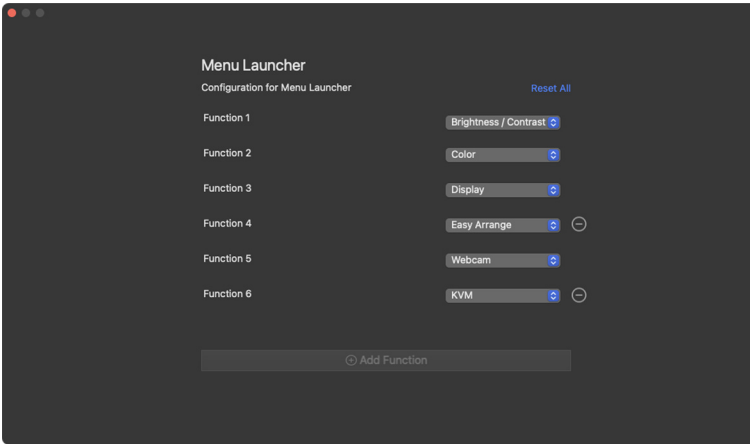 Menu Launcher
Configuration for Menu Launcher Reset All
Function 1 Brightness / Contrast
Function 2 Color
Function 3 Display
Function 4 Easy Arrange
Function 5 Webcam
Function 6 KVM
Add Function